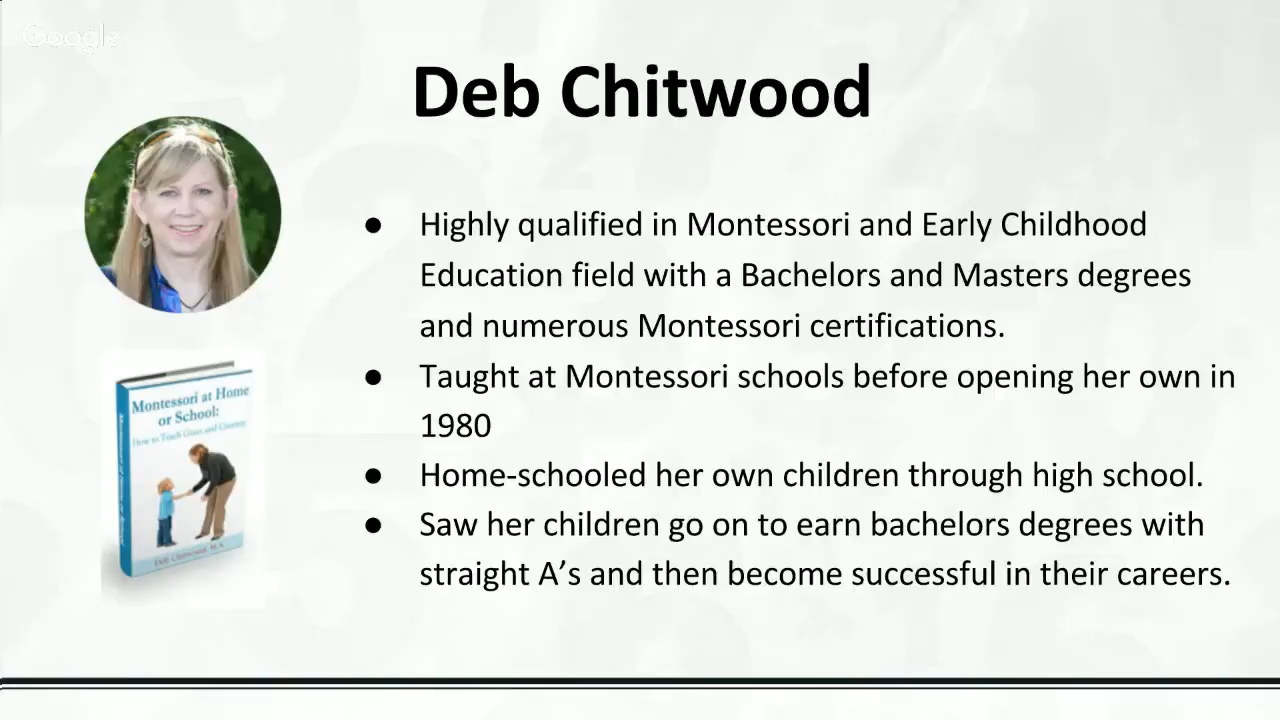 Google
Deb Chitwood
● Highly qualified in Montessori and Early Childhood
Education field with a Bachelors and Masters degrees
and numerous Montessori certifications.
● Taught at Montessori schools before opening her own in
1980
● Home-schooled her own children through high school.
● Saw her children go on to earn bachelors degrees with
straight A’s and then become successful in their careers.
Montessori at Home
or School:
How to Teach Grace and Courtesy
Deb Chitwood, M.A.